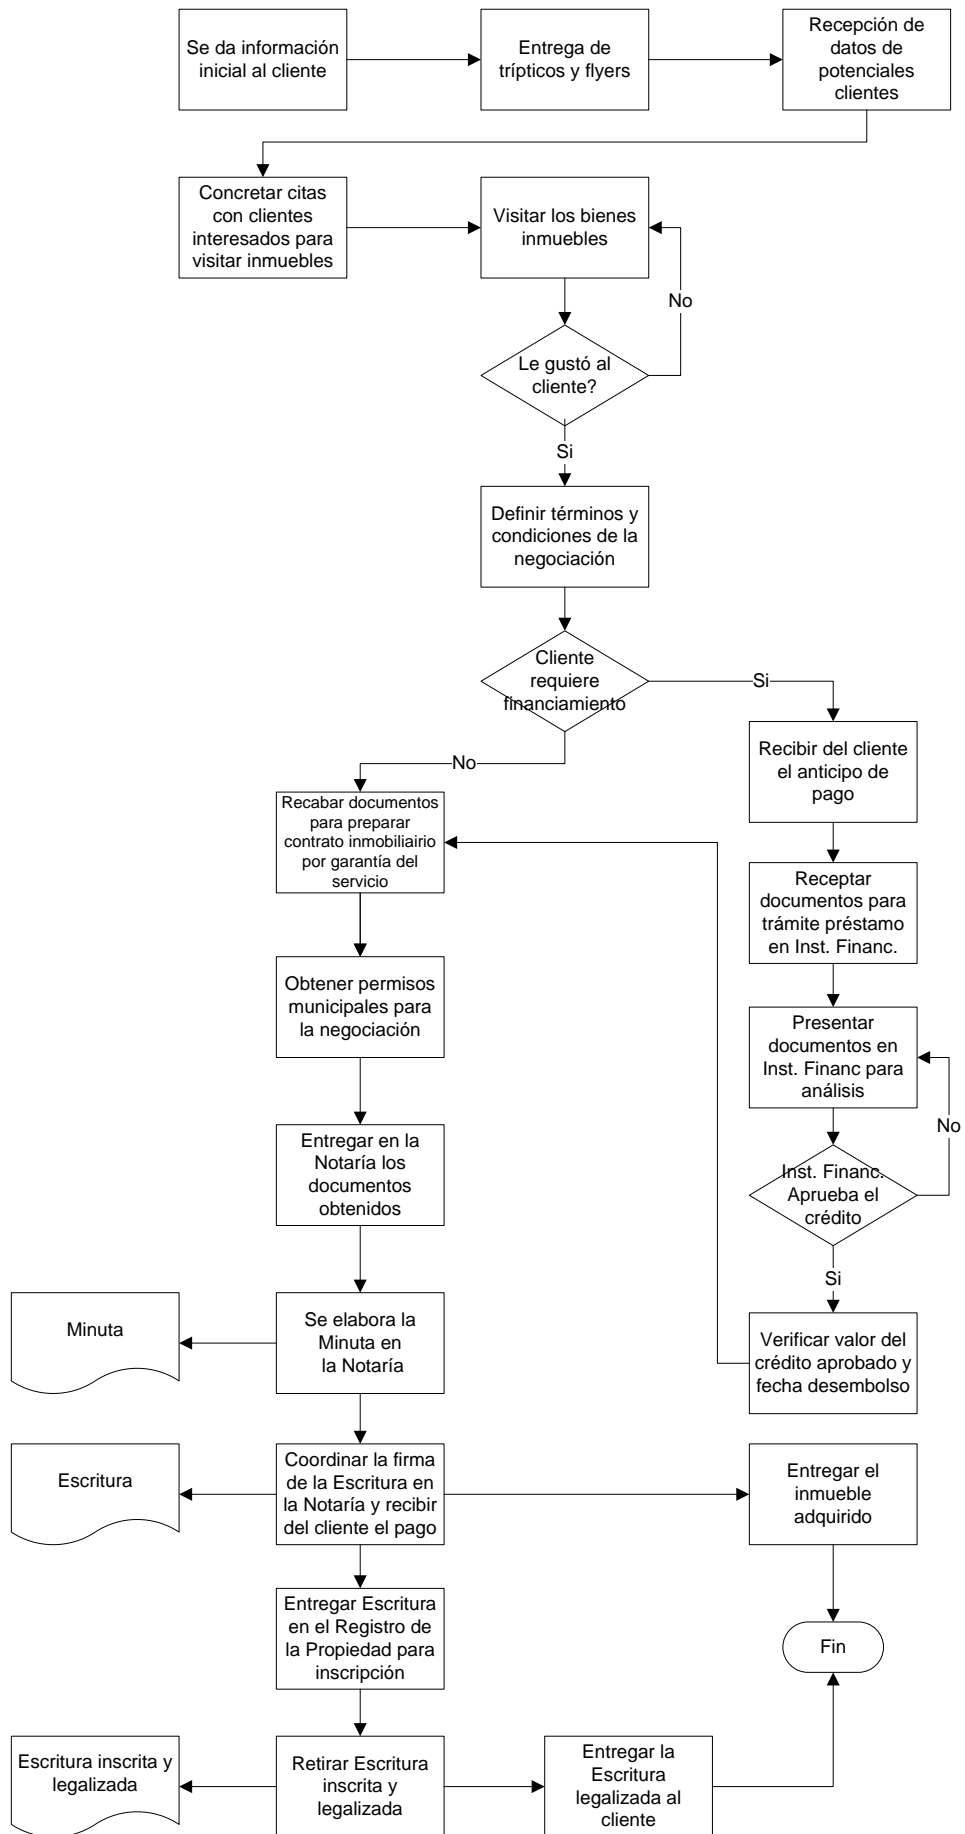 Se da información
inicial al cliente
Entrega de
trípticos y flyers
Recepción de
datos de
potenciales
clientes
Concretar citas
con clientes
interesados para
visitar inmuebles
Visitar los bienes
inmuebles
No
Le gustó al
cliente?
Si
Definir términos y
condiciones de la
negociación
Cliente
requiere
financiamiento
Si
No
Recibir del cliente
el anticipo de
pago
Recabar documentos
para preparar
contrato inmobiliairio
por garantía del
servicio
Receptar
documentos para
trámite préstamo
en Inst. Financ.
Obtener permisos
municipales para
la negociación
Presentar
documentos en
Inst. Financ para
análisis
No
Entregar en la
Notaría los
documentos
obtenidos
Inst. Financ.
Aprueba el
crédito
Si
Minuta
Se elabora la
Minuta en
la Notaría
Verificar valor del
crédito aprobado y
fecha desembolso
Escritura
Coordinar la firma
de la Escritura en
la Notaría y recibir
del cliente el pago
Entregar el
inmueble
adquirido
Entregar Escritura
en el Registro de
la Propiedad para
inscripción
Fin
Escritura inscrita y
legalizada
Retirar Escritura
inscrita y
legalizada
Entregar la
Escritura
legalizada al
cliente